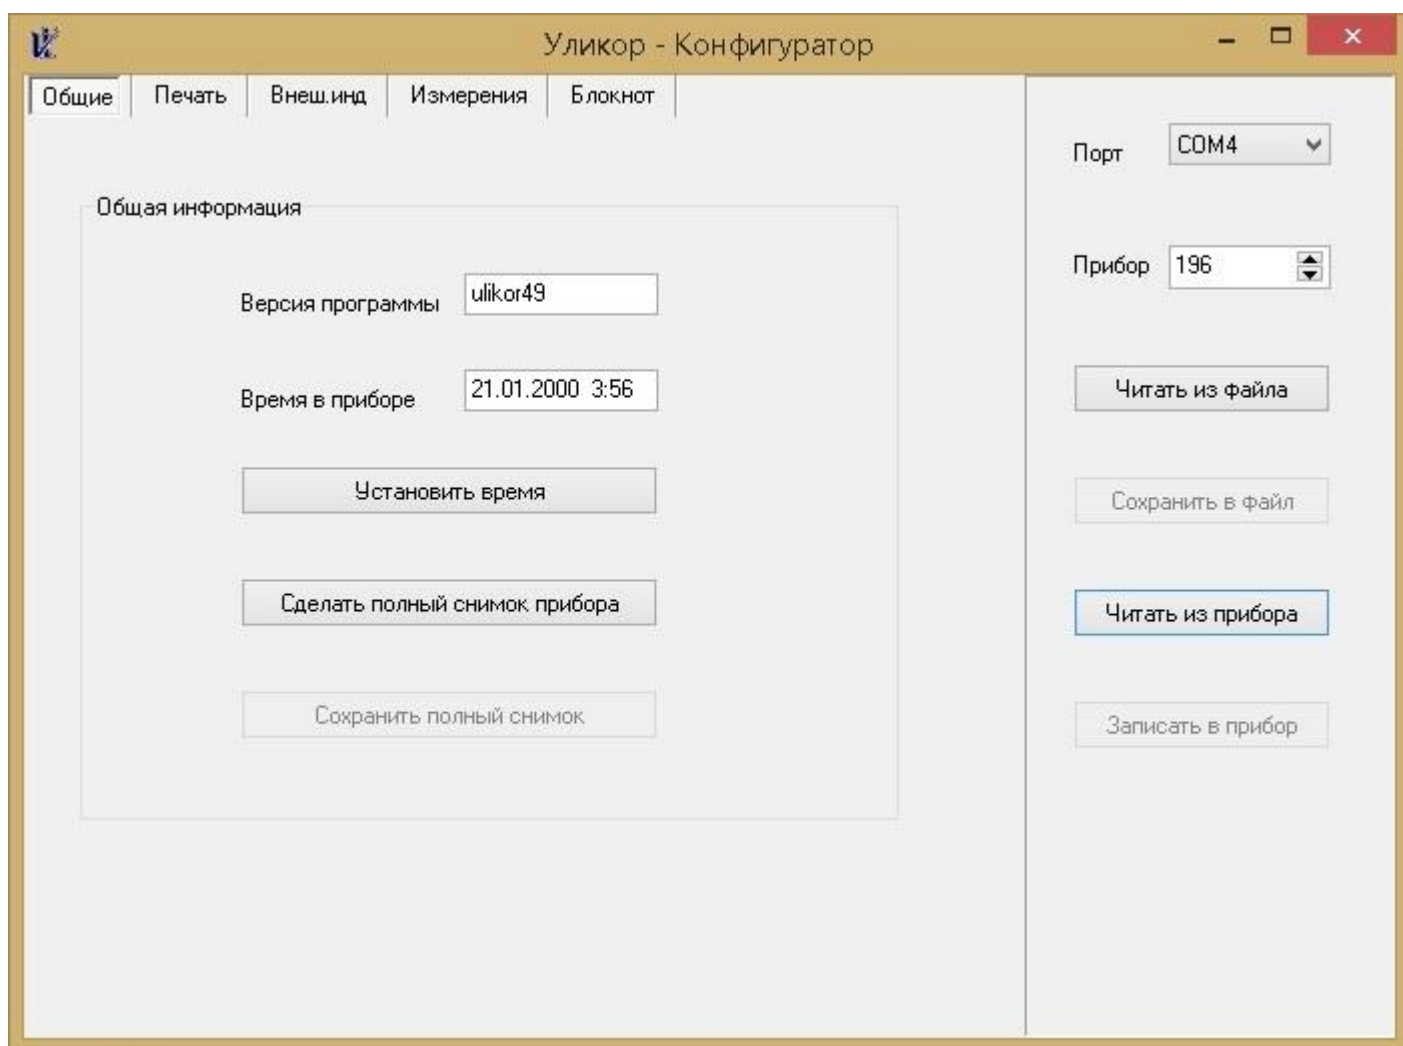 Уликор - Конфигуратор
Общие Печать Внеш.инд Измерения Блокнот
Общая информация
Версия программы ulikor49
Время в приборе 21.01.2000 3:56
Установить время
Сделать полный снимок прибора
Сохранить полный снимок
Порт COM4
Прибор 196
Читать из файла
Сохранить в файл
Читать из прибора
Записать в прибор